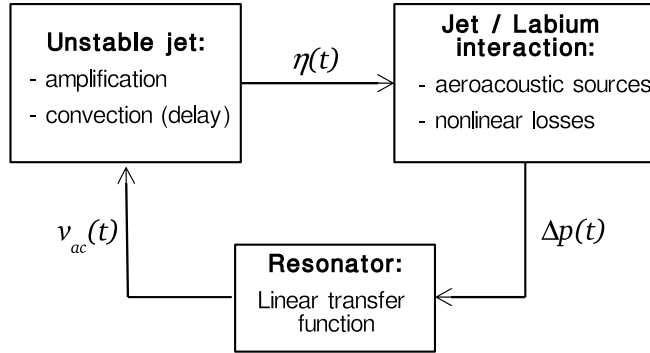 Unstable jet:
- amplification
- convection (delay)
η(t)
Jet / Labium
interaction:
- aeroacoustic sources
- nonlinear losses
v_ac(t)
Δp(t)
Resonator:
Linear transfer
function